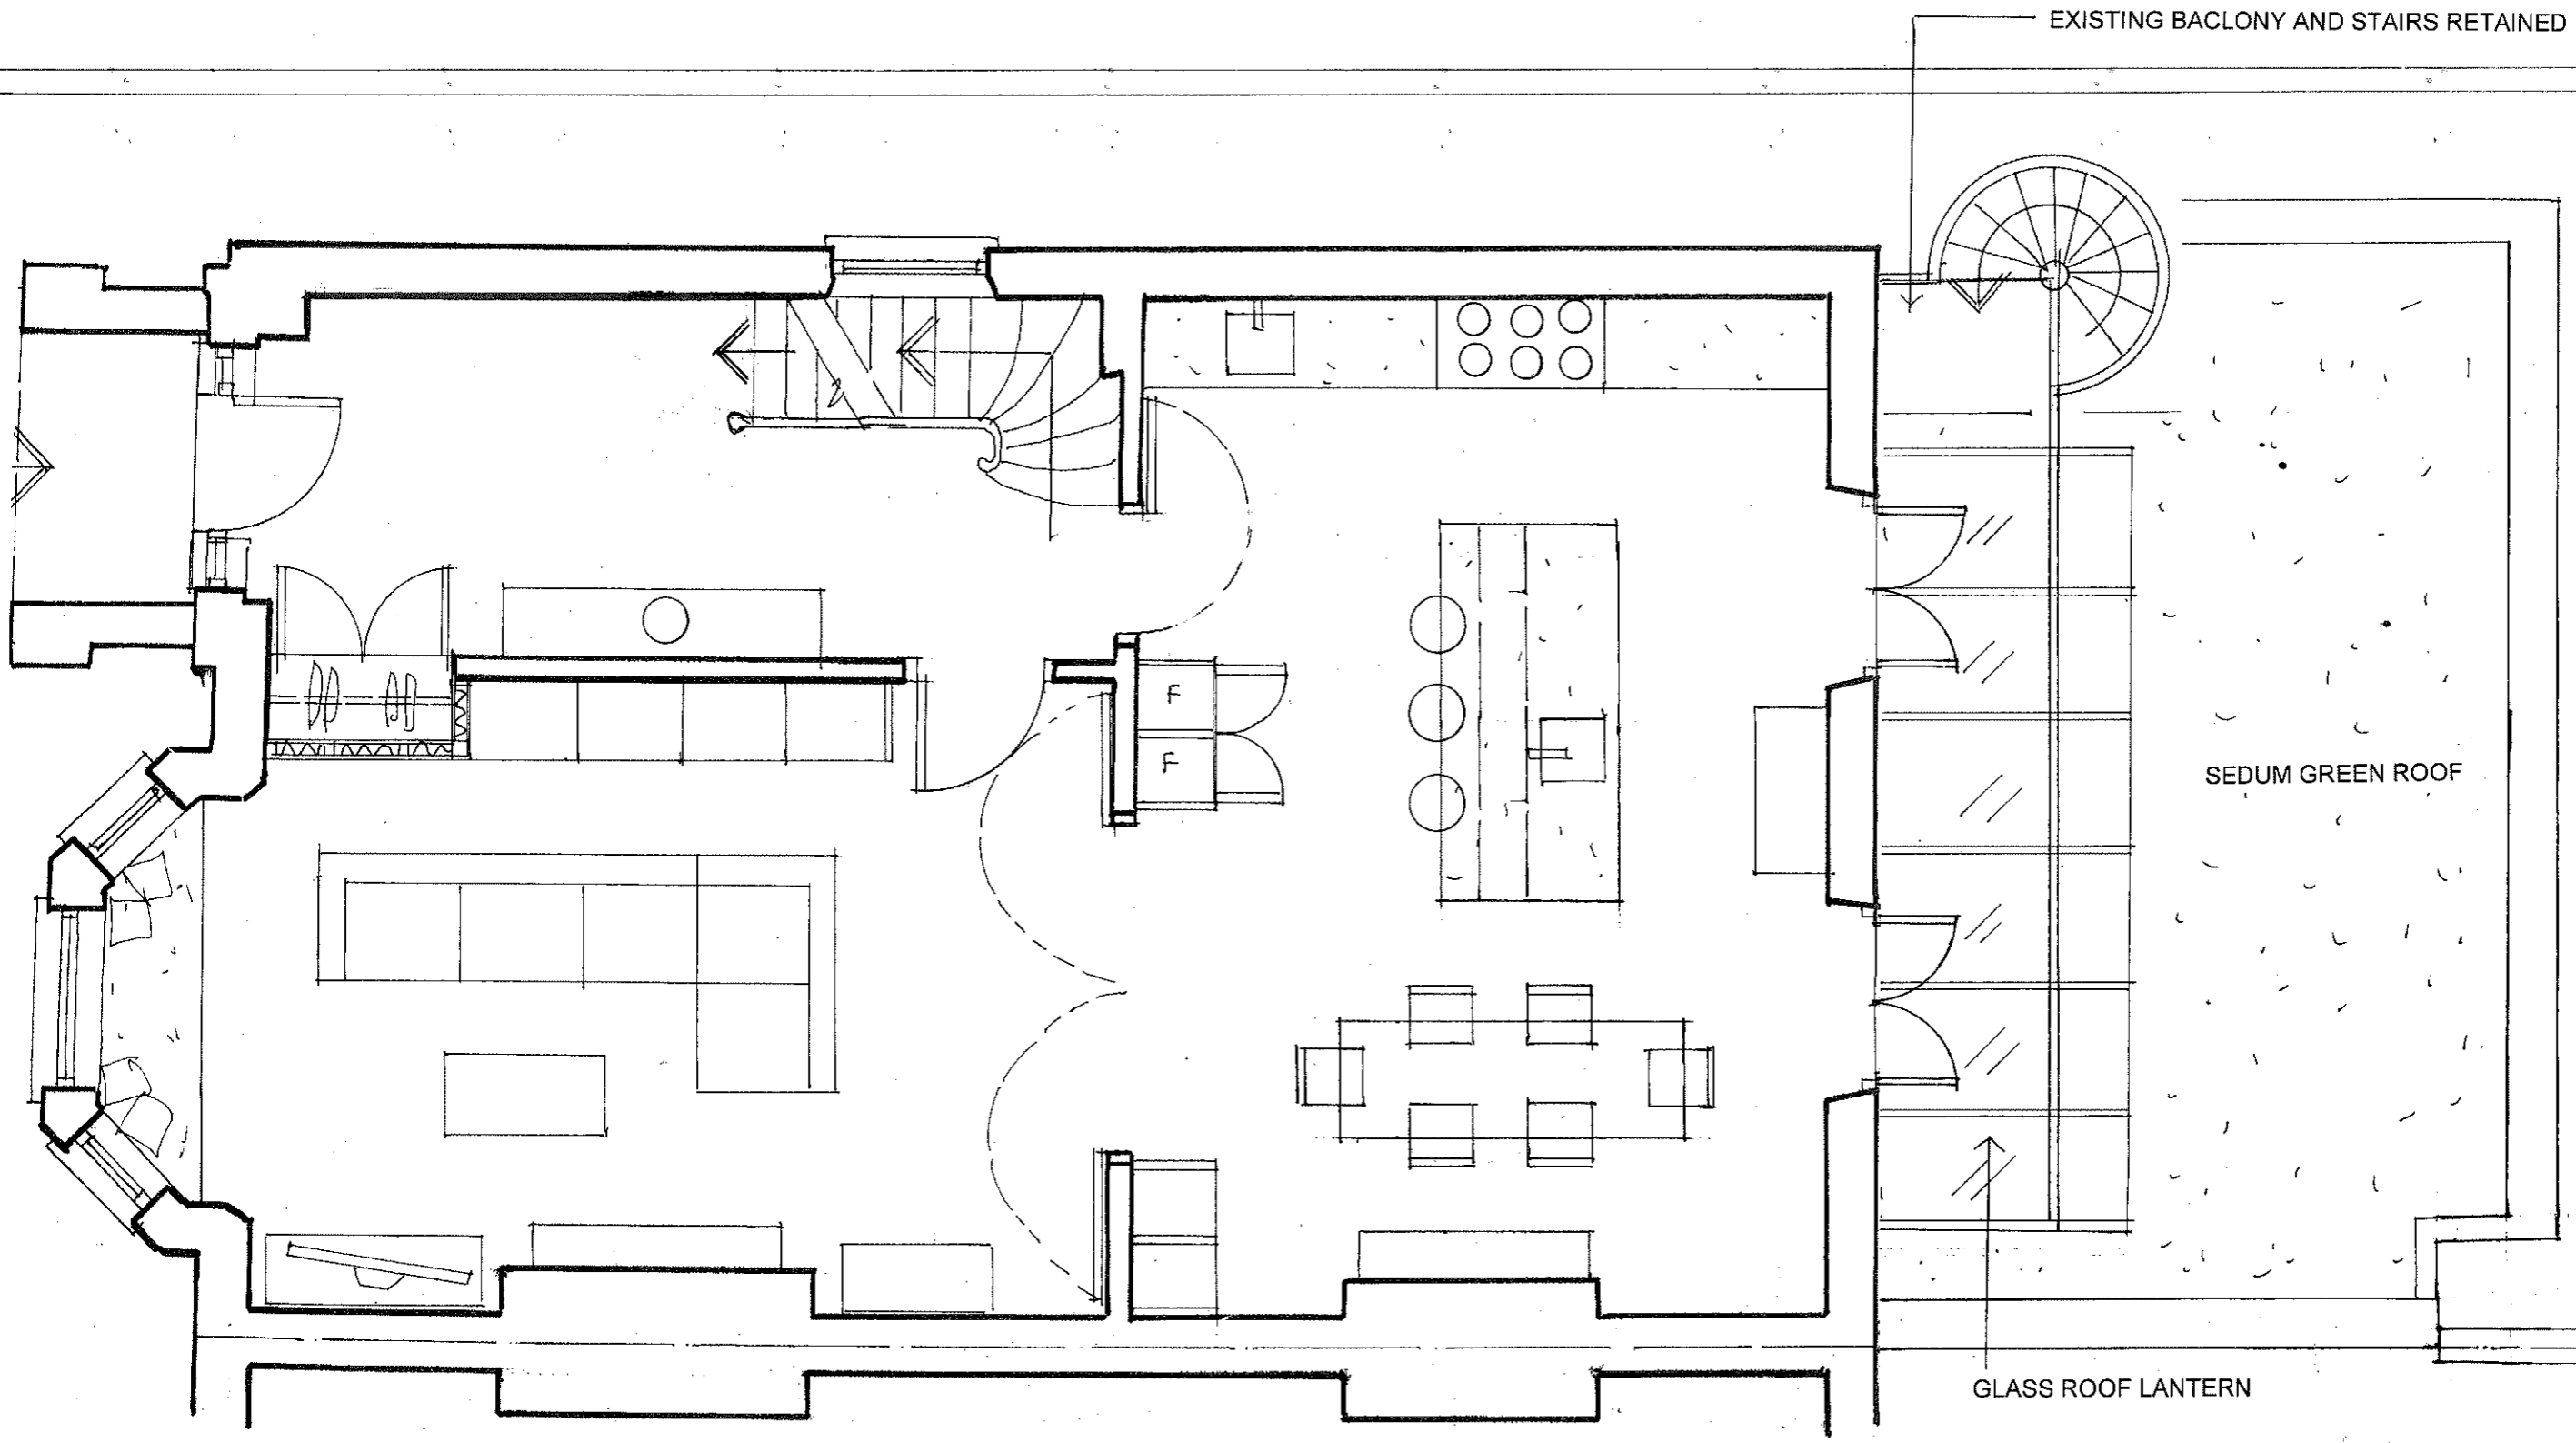 EXISTING BACLONY AND STAIRS RETAINED
F
F
SEDUM GREEN ROOF
GLASS ROOF LANTERN